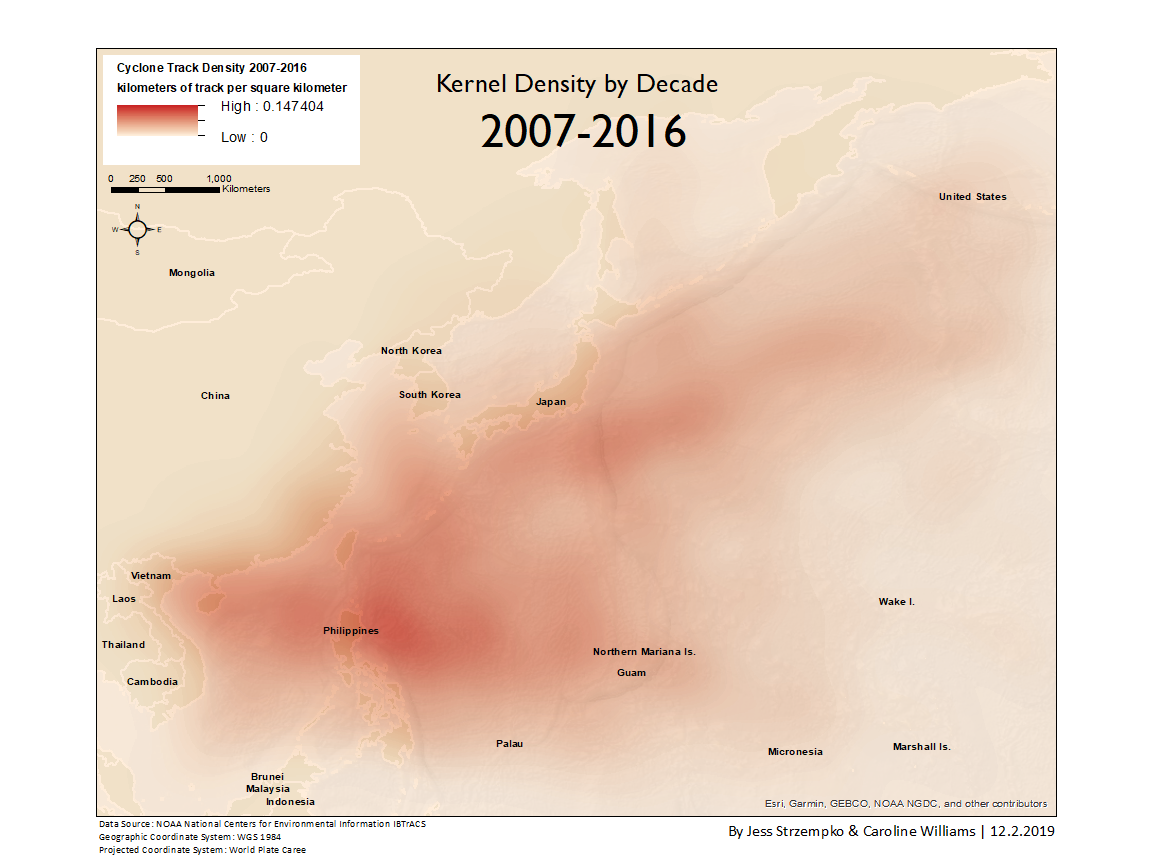 Cyclone Track Density 2007-2016
kilometers of track per square kilometer
High : 0.147404
Low : 0
Kernel Density by Decade
2007-2016
0 250 500 1,000
Kilometers
N
W E
S
United States
Mongolia
North Korea
China
South Korea
Japan
Vietnam
Laos
Wake I.
Philippines
Thailand
Northern Mariana Is.
Guam
Cambodia
Palau
Micronesia
Marshall Is.
Brunei
Malaysia
Indonesia
Esri, Garmin, GEBCO, NOAA NGDC, and other contributors
Data Source: NOAA National Centers for Environmental Information IBTrACS
Geographic Coordinate System: WGS 1984
Projected Coordinate System: World Plate Caree
By Jess Strzempko & Caroline Williams | 12.2.2019